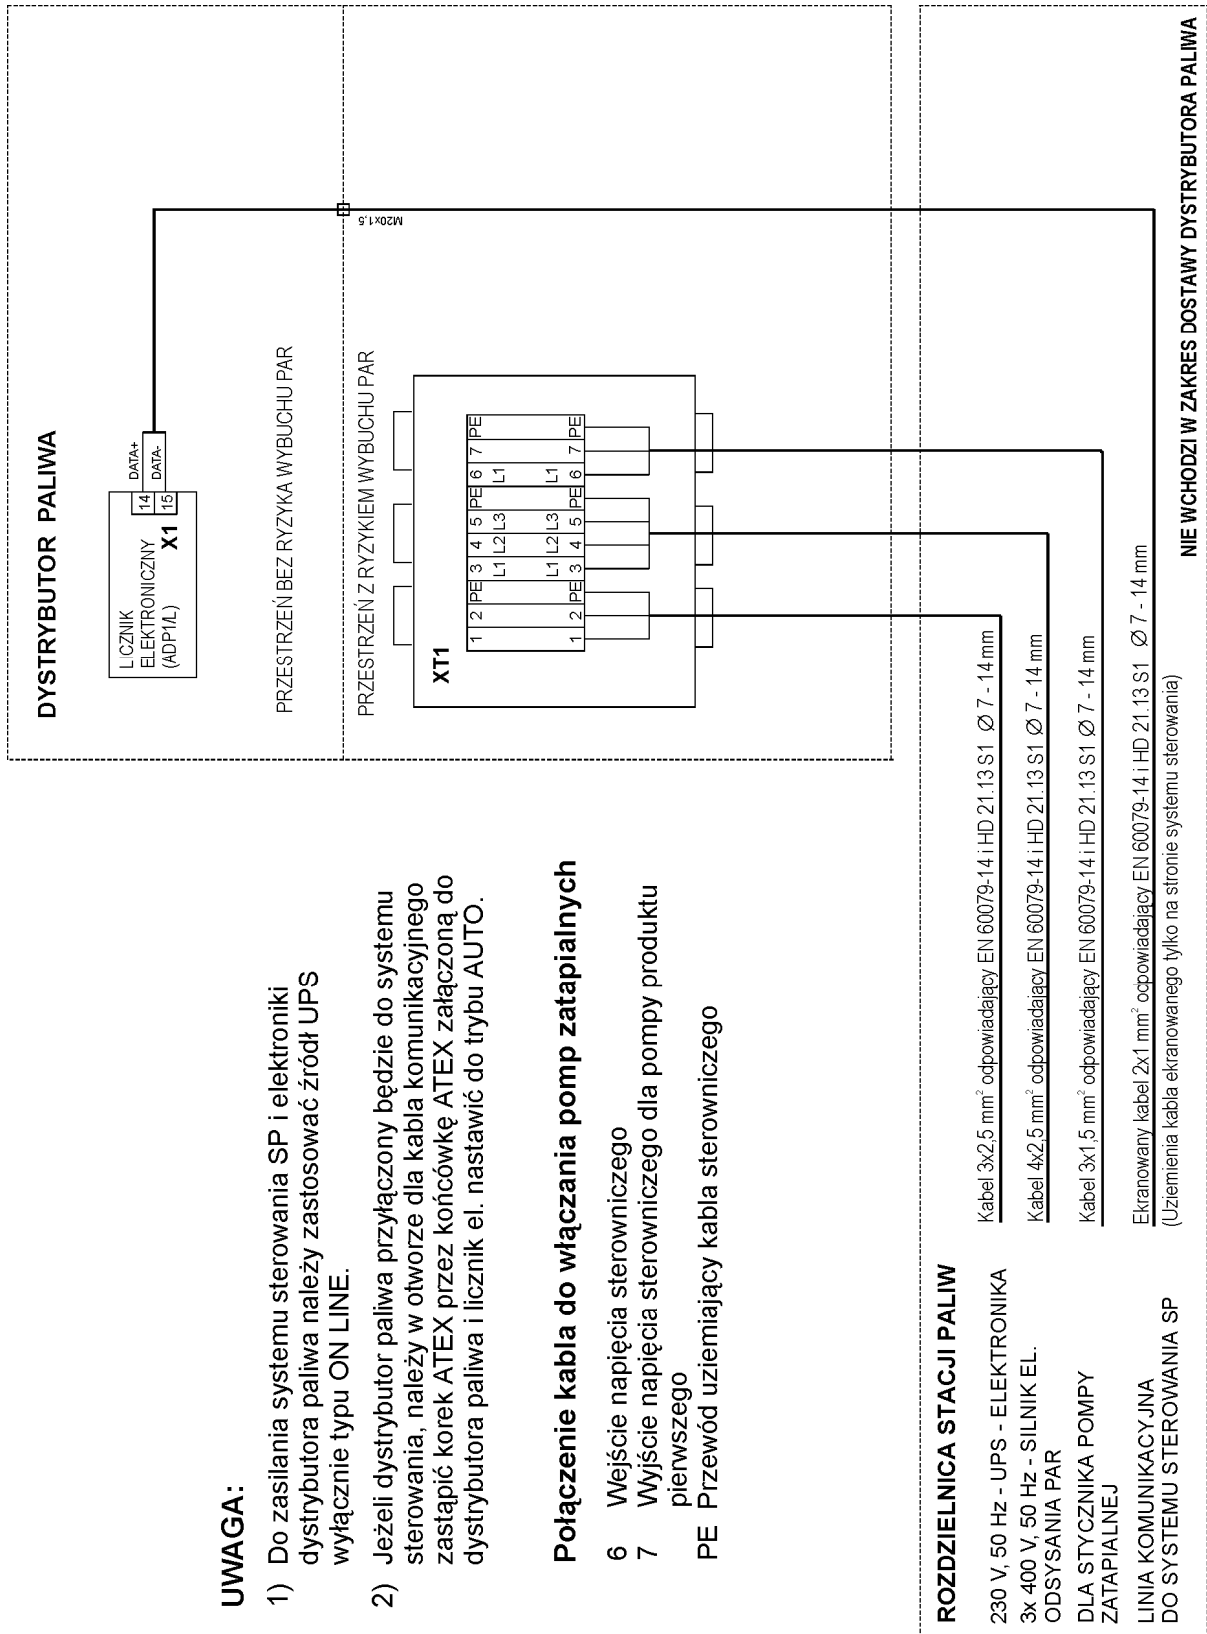 DYSTRYBUTOR PALIWA
LICZNIK
ELEKTRONICZNY
(ADP1/L)
X1
14
15
DATA+
DATA-
PRZESTRZEŃ BEZ RYZYKA WYBUCHU PAR
M20x1,5
PRZESTRZEŃ Z RYZYKIEM WYBUCHU PAR
XT1
1 2 PE 3 4 5 PE 6 7 PE
L1 L2 L3 L1
L1 L2 L3 L1
1 2 PE 3 4 5 PE 6 7 PE
UWAGA:
1) Do zasilania systemu sterowania SP i elektroniki
dystrybutora paliwa należy zastosować źródł UPS
wyłącznie typu ON LINE.
2) Jeżeli dystrybutor paliwa przyłączony będzie do systemu
sterowania, należy w otworze dla kabla komunikacyjnego
zastąpić korek ATEX przez końcówkę ATEX załączoną do
dystrybutora paliwa i licznik el. nastawić do trybu AUTO.
Połączenie kabla do włączania pomp zatapialnych
6 Wejście napięcia sterowniczego
7 Wyjście napięcia sterowniczego dla pompy produktu
pierwszego
PE Przewód uziemiający kabla sterowniczego
ROZDZIELNICA STACJI PALIW
230 V, 50 Hz - UPS - ELEKTRONIKA
Kabel 3x2,5 mm² odpowiadający EN 60079-14 i HD 21.13 S1 Ø 7 - 14 mm
3x 400 V, 50 Hz - SILNIK EL.
ODSYSANIA PAR
Kabel 4x2,5 mm² odpowiadający EN 60079-14 i HD 21.13 S1 Ø 7 - 14 mm
DLA STYCZNIKA POMPY
ZATAPIALNEJ
Kabel 3x1,5 mm² odpowiadający EN 60079-14 i HD 21.13 S1 Ø 7 - 14 mm
LINIA KOMUNIKACYJNA
DO SYSTEMU STEROWANIA SP
Ekranowany kabel 2x1 mm² odpowiadający EN 60079-14 i HD 21.13 S1 Ø 7 - 14 mm
(Uziemienia kabla ekranowanego tylko na stronie systemu sterowania)
NIE WCHODZI W ZAKRES DOSTAWY DYSTRYBUTORA PALIWA